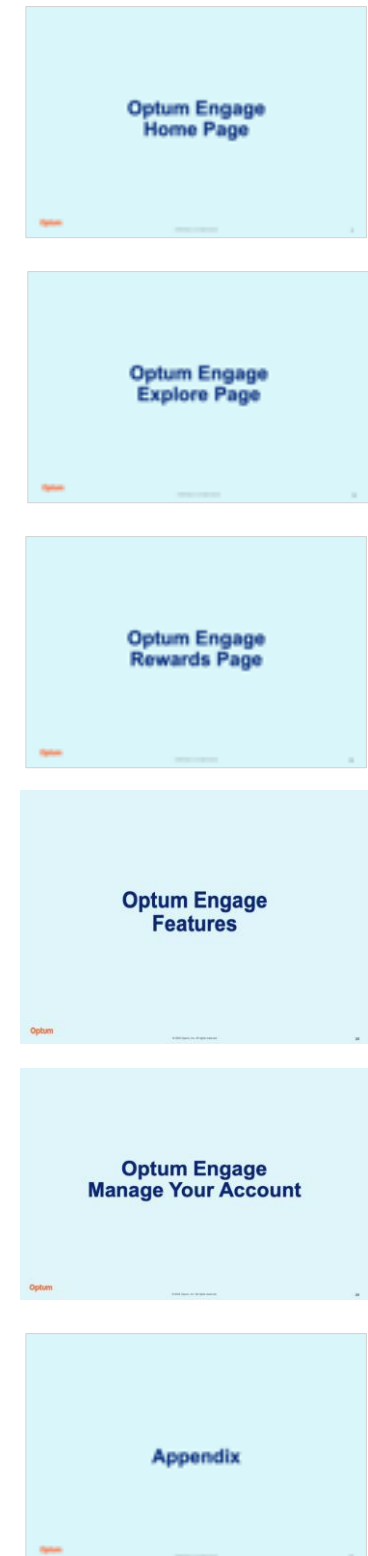 Optum Engage
Home Page
Optum
Optum Engage
Explore Page
Optum
Optum Engage
Rewards Page
Optum
Optum Engage
Features
Optum
Optum Engage
Manage Your Account
Optum
Appendix
Optum